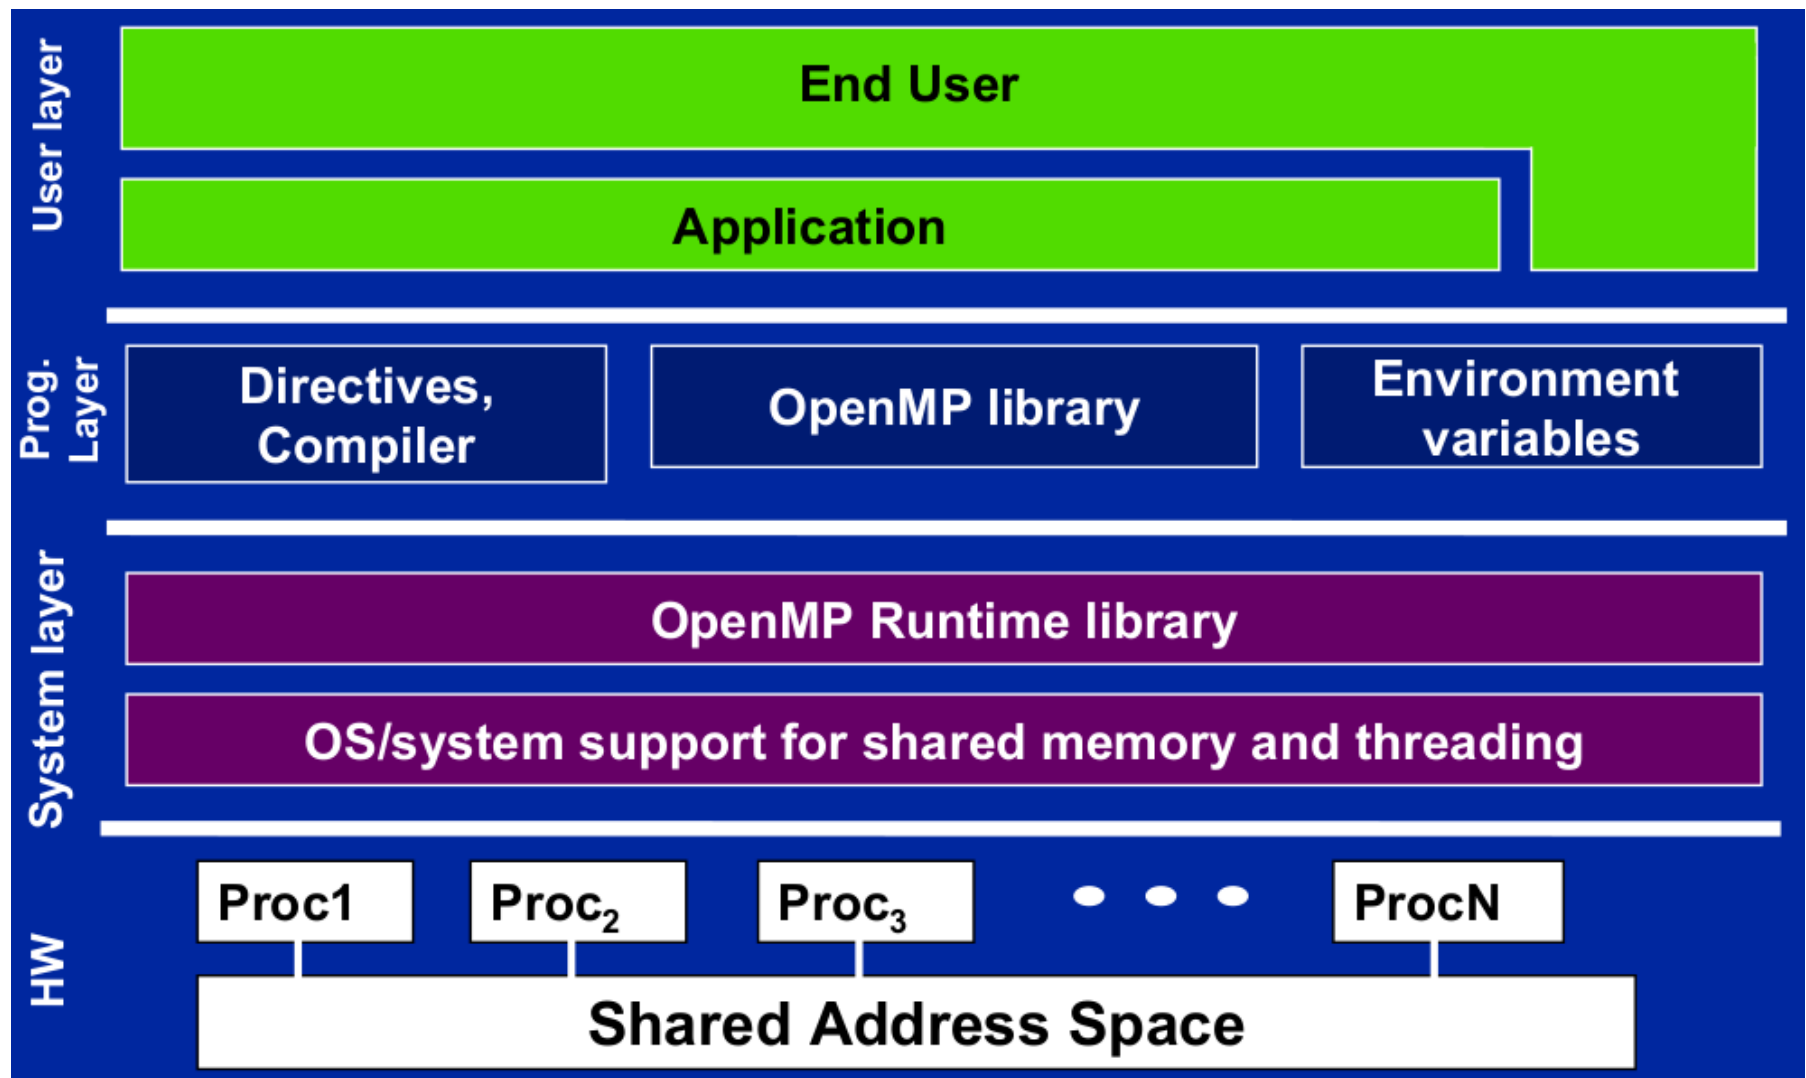 User layer
End User
Application
Prog.
Layer
Directives,
Compiler
OpenMP library
Environment
variables
System layer
OpenMP Runtime library
OS/system support for shared memory and threading
HW
Proc1
Proc₂
Proc₃
ProcN
Shared Address Space